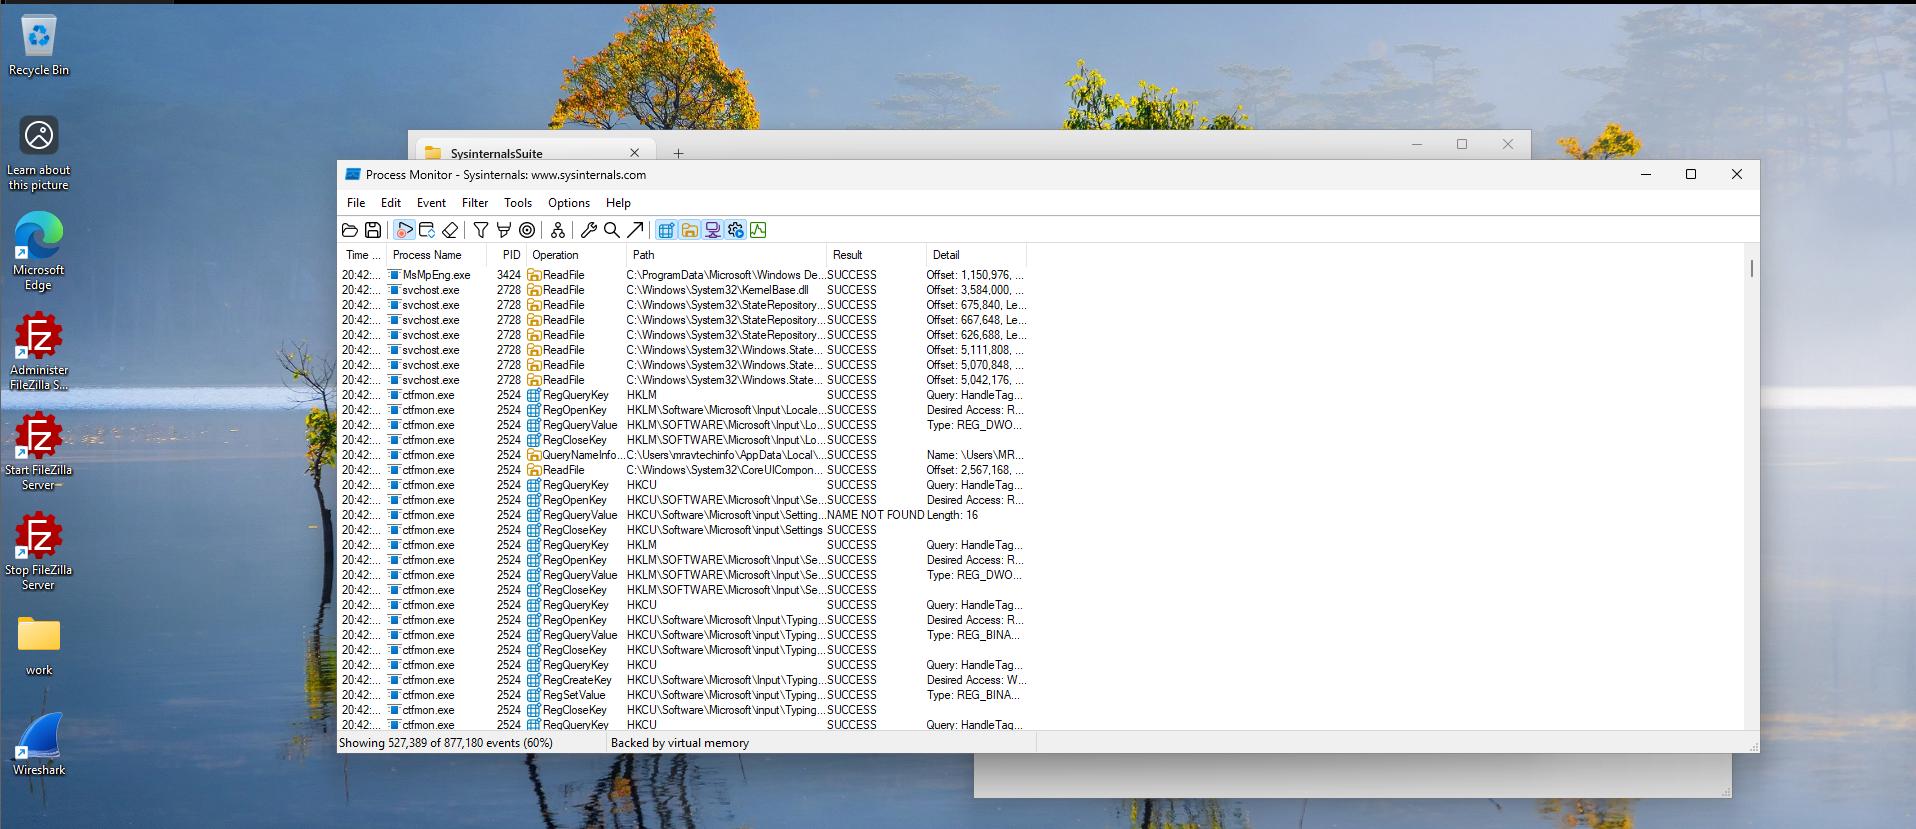 Recycle Bin
Learn about
this picture
Microsoft
Edge
Administer
FileZilla S...
Start FileZilla
Server
Stop FileZilla
Server
work
Wireshark
SysinternalsSuite
Process Monitor - Sysinternals: www.sysinternals.com
File Edit Event Filter Tools Options Help
Time ... Process Name PID Operation Path Result Detail
20:42:... MsMpEng.exe 3424 ReadFile C:\ProgramData\Microsoft\Windows De... SUCCESS Offset: 1,150,976, ...
20:42:... svchost.exe 2728 ReadFile C:\Windows\System32\KernelBase.dll SUCCESS Offset: 3,584,000, ...
20:42:... svchost.exe 2728 ReadFile C:\Windows\System32\StateRepository... SUCCESS Offset: 675,840, Le...
20:42:... svchost.exe 2728 ReadFile C:\Windows\System32\StateRepository... SUCCESS Offset: 667,648, Le...
20:42:... svchost.exe 2728 ReadFile C:\Windows\System32\StateRepository... SUCCESS Offset: 626,688, Le...
20:42:... svchost.exe 2728 ReadFile C:\Windows\System32\Windows.State... SUCCESS Offset: 5,111,808, ...
20:42:... svchost.exe 2728 ReadFile C:\Windows\System32\Windows.State... SUCCESS Offset: 5,070,848, ...
20:42:... svchost.exe 2728 ReadFile C:\Windows\System32\Windows.State... SUCCESS Offset: 5,042,176, ...
20:42:... ctfmon.exe 2524 RegQueryKey HKLM SUCCESS Query: HandleTag...
20:42:... ctfmon.exe 2524 RegOpenKey HKLM\Software\Microsoft\Input\Locale... SUCCESS Desired Access: R...
20:42:... ctfmon.exe 2524 RegQueryValue HKLM\SOFTWARE\Microsoft\Input\Lo... SUCCESS Type: REG_DWO...
20:42:... ctfmon.exe 2524 RegCloseKey HKLM\SOFTWARE\Microsoft\Input\Lo... SUCCESS
20:42:... ctfmon.exe 2524 QueryNameInfo... C:\Users\mravtechinfo\AppData\Local\... SUCCESS Name: \Users\MR...
20:42:... ctfmon.exe 2524 ReadFile C:\Windows\System32\CoreUICompon... SUCCESS Offset: 2,567,168, ...
20:42:... ctfmon.exe 2524 RegQueryKey HKCU SUCCESS Query: HandleTag...
20:42:... ctfmon.exe 2524 RegOpenKey HKCU\SOFTWARE\Microsoft\Input\Se... SUCCESS Desired Access: R...
20:42:... ctfmon.exe 2524 RegQueryValue HKCU\Software\Microsoft\input\Setting... NAME NOT FOUND Length: 16
20:42:... ctfmon.exe 2524 RegCloseKey HKCU\Software\Microsoft\input\Settings SUCCESS
20:42:... ctfmon.exe 2524 RegQueryKey HKLM SUCCESS Query: HandleTag...
20:42:... ctfmon.exe 2524 RegOpenKey HKLM\SOFTWARE\Microsoft\Input\Se... SUCCESS Desired Access: R...
20:42:... ctfmon.exe 2524 RegQueryValue HKLM\SOFTWARE\Microsoft\Input\Se... SUCCESS Type: REG_DWO...
20:42:... ctfmon.exe 2524 RegCloseKey HKLM\SOFTWARE\Microsoft\Input\Se... SUCCESS
20:42:... ctfmon.exe 2524 RegQueryKey HKCU SUCCESS Query: HandleTag...
20:42:... ctfmon.exe 2524 RegOpenKey HKCU\Software\Microsoft\Input\Typing... SUCCESS Desired Access: R...
20:42:... ctfmon.exe 2524 RegQueryValue HKCU\Software\Microsoft\input\Typing... SUCCESS Type: REG_BINA...
20:42:... ctfmon.exe 2524 RegCloseKey HKCU\Software\Microsoft\input\Typing... SUCCESS
20:42:... ctfmon.exe 2524 RegQueryKey HKCU SUCCESS Query: HandleTag...
20:42:... ctfmon.exe 2524 RegCreateKey HKCU\Software\Microsoft\Input\Typing... SUCCESS Desired Access: W...
20:42:... ctfmon.exe 2524 RegSetValue HKCU\Software\Microsoft\input\Typing... SUCCESS Type: REG_BINA...
20:42:... ctfmon.exe 2524 RegCloseKey HKCU\Software\Microsoft\input\Typing... SUCCESS
20:42:... ctfmon.exe 2524 RegQueryKey HKCU SUCCESS Query: HandleTag...
Showing 527,389 of 877,180 events (60%) Backed by virtual memory